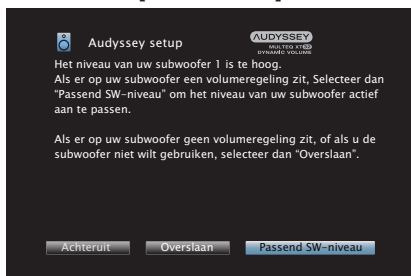 Audyssey setup
AUDYSSEY
MULTEQ XT32
DYNAMIC VOLUME
Het niveau van uw subwoofer 1 is te hoog.
Als er op uw subwoofer een volumeregeling zit, Selecteer dan
"Passend SW-niveau" om het niveau van uw subwoofer actief
aan te passen.
Als er op uw subwoofer geen volumeregeling zit, of als u de
subwoofer niet wilt gebruiken, selecteer dan "Overslaan".
Achteruit
Overslaan
Passend SW-niveau